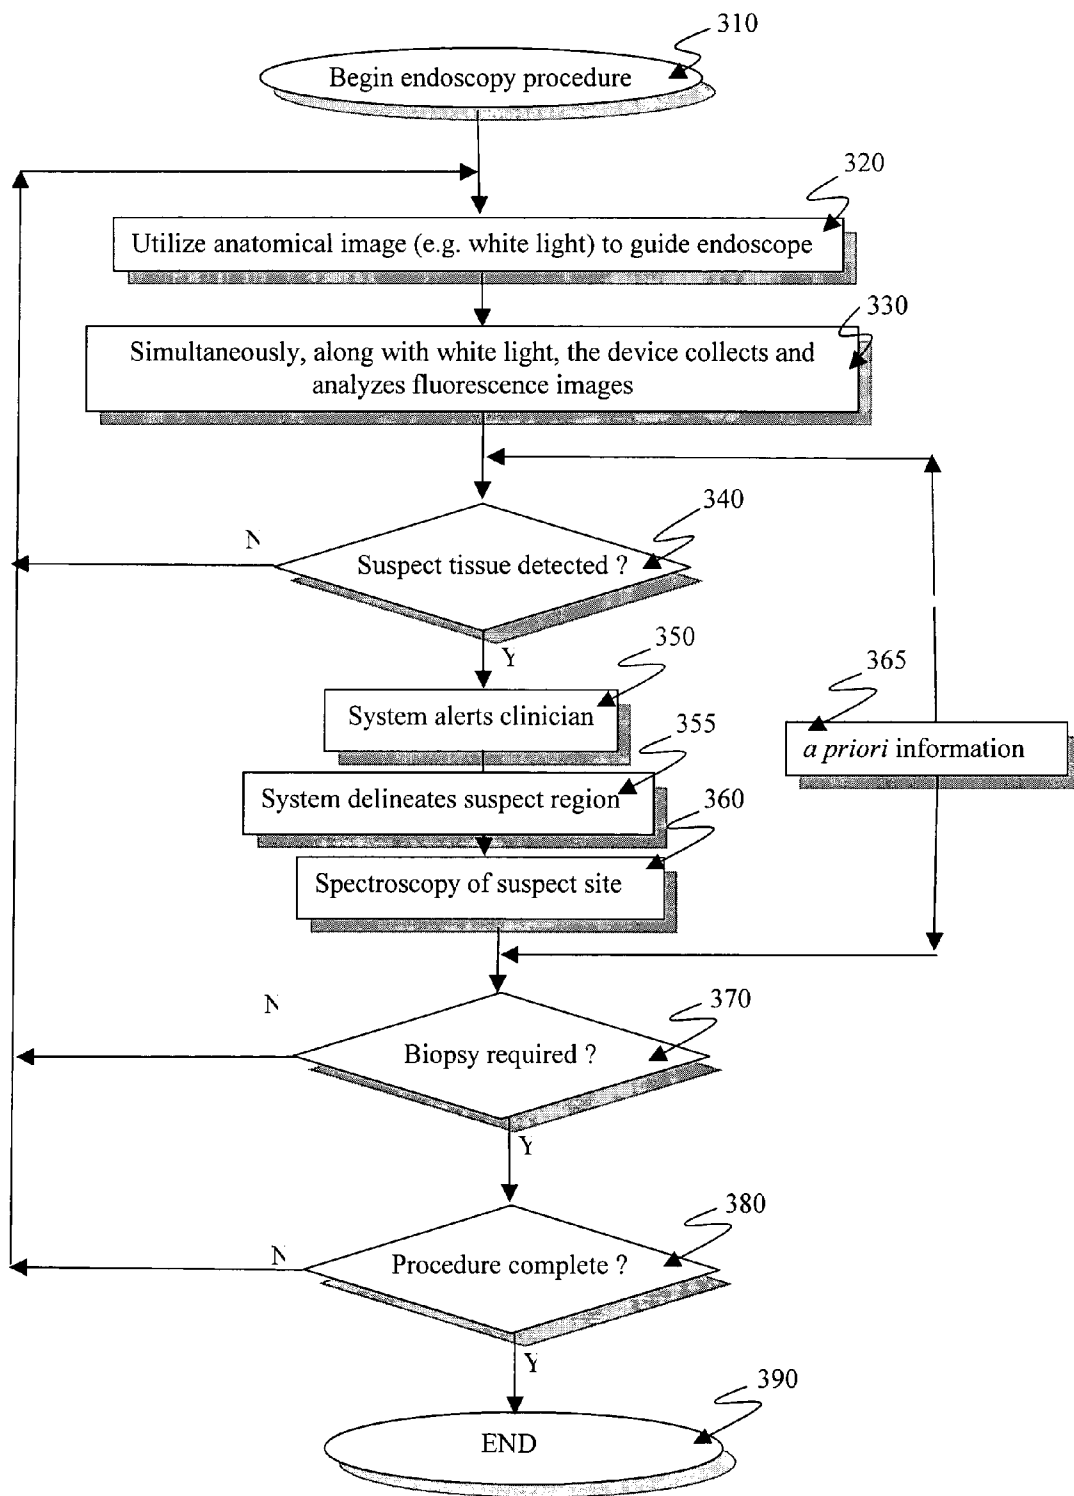 310
Begin endoscopy procedure
320
Utilize anatomical image (e.g. white light) to guide endoscope
330
Simultaneously, along with white light, the device collects and
analyzes fluorescence images
340
N
Suspect tissue detected ?
Y
350
System alerts clinician
365
a priori information
355
System delineates suspect region
360
Spectroscopy of suspect site
370
N
Biopsy required ?
Y
380
N
Procedure complete ?
Y
390
END